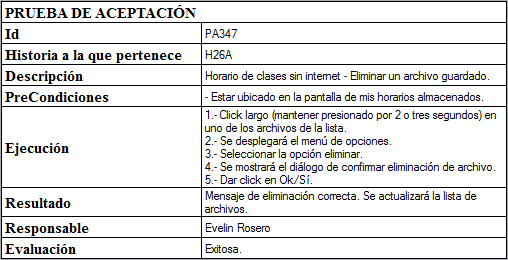 PRUEBA DE ACEPTACIÓN
Id PA347
Historia a la que pertenece H26A
Descripción Horario de clases sin internet - Eliminar un archivo guardado.
PreCondiciones - Estar ubicado en la pantalla de mis horarios almacenados.
Ejecución
1.- Click largo (mantener presionado por 2 o tres segundos) en
uno de los archivos de la lista.
2.- Se desplegará el menú de opciones.
3.- Seleccionar la opción eliminar.
4.- Se mostrará el diálogo de confirmar eliminación de archivo.
5.- Dar click en Ok/Sí.
Resultado
Mensaje de eliminación correcta. Se actualizará la lista de
archivos.
Responsable Evelin Rosero
Evaluación Exitosa.